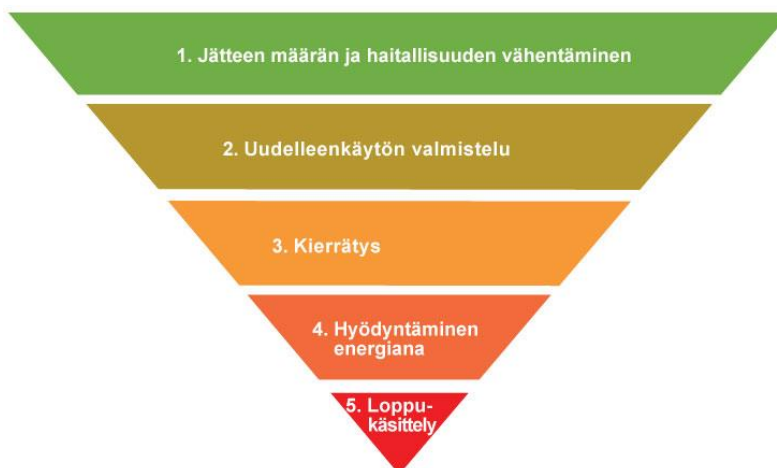 1. Jätteen määrän ja haitallisuuden vähentäminen
2. Uudelleenkäytön valmistelu
3. Kierrätys
4. Hyödyntäminen
energiana
5. Loppu-
käsittely